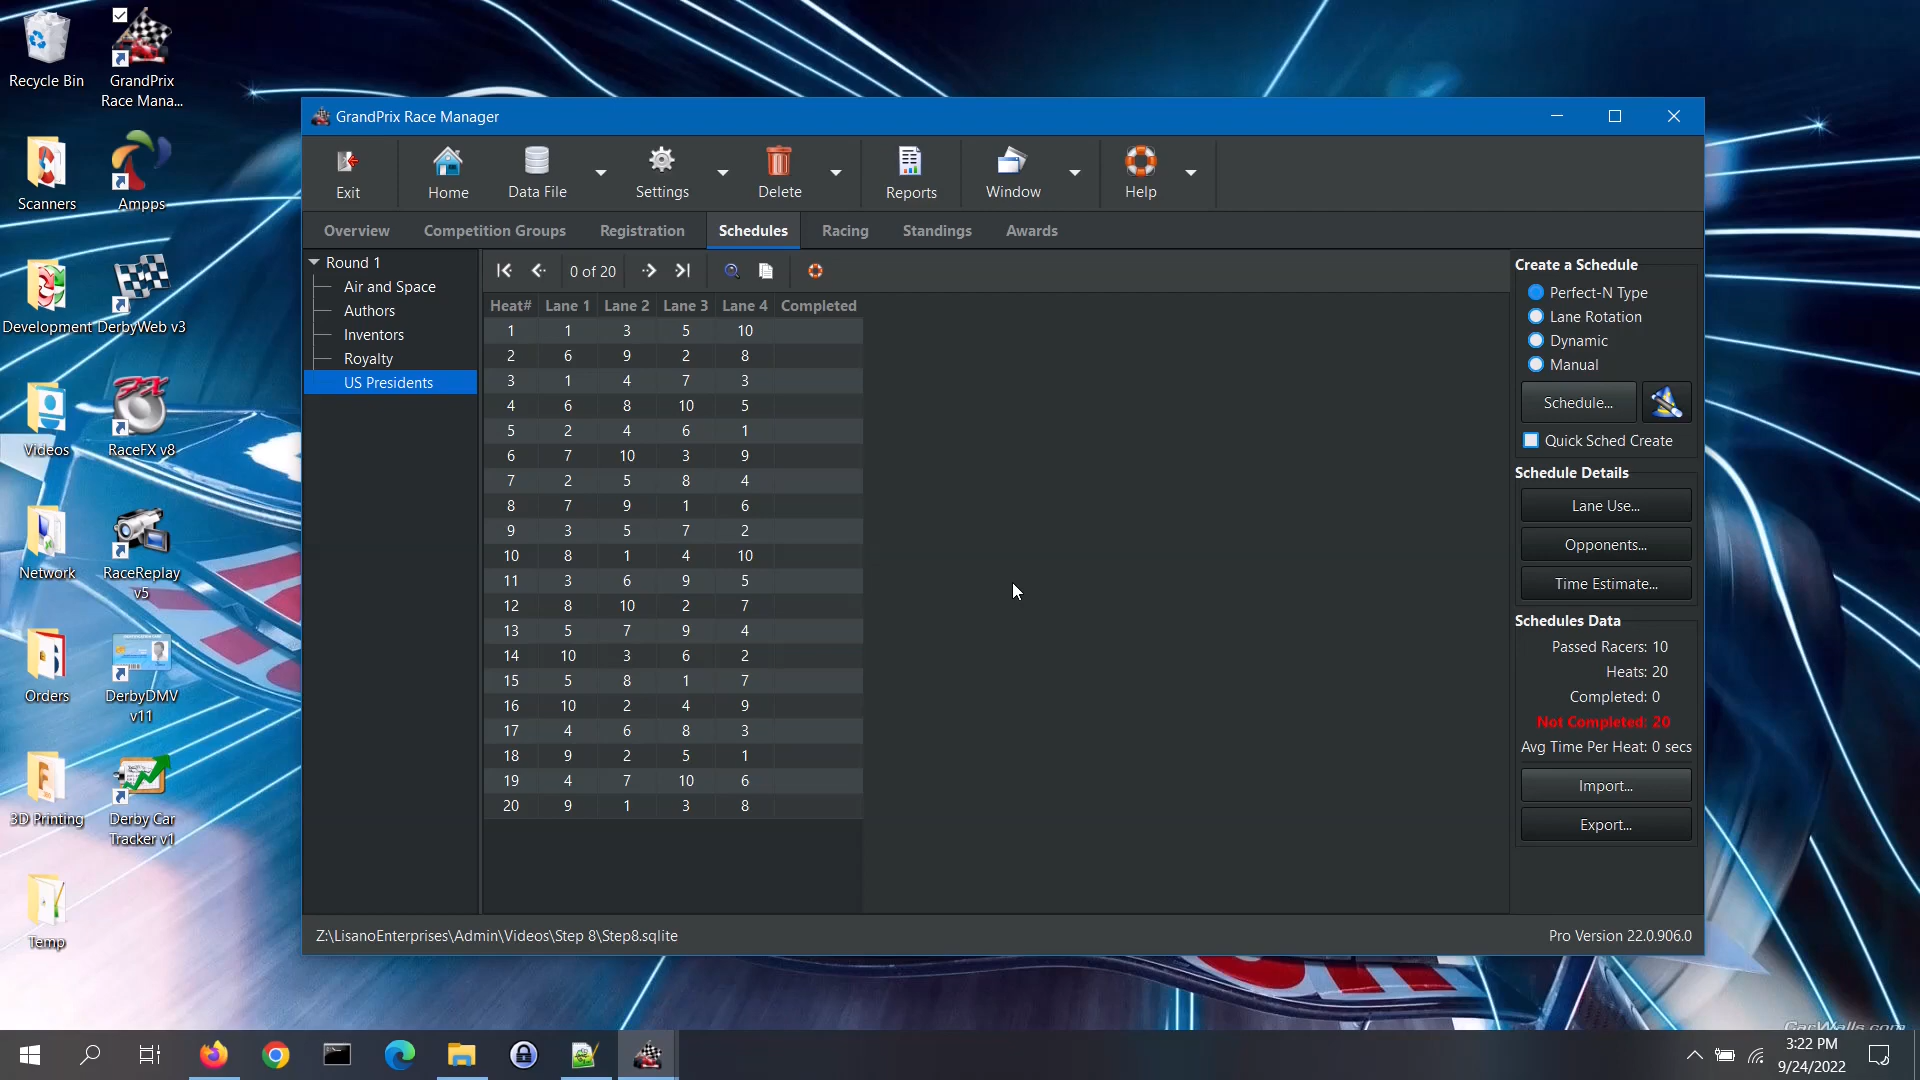 Recycle Bin
GrandPrix
Race Mana...
Scanners
Ampps
Development
DerbyWeb v3
Videos
RaceFX v8
Network
RaceReplay
v5
Orders
DerbyDMV
v11
3D Printing
Derby Car
Tracker v1
Temp
GrandPrix Race Manager
Exit
Home
Data File
Settings
Delete
Reports
Window
Help
Overview
Competition Groups
Registration
Schedules
Racing
Standings
Awards
Round 1
Air and Space
Authors
Inventors
Royalty
US Presidents
0 of 20
Heat# Lane 1 Lane 2 Lane 3 Lane 4 Completed
1 1 3 5 10
2 6 9 2 8
3 1 4 7 3
4 6 8 10 5
5 2 4 6 1
6 7 10 3 9
7 2 5 8 4
8 7 9 1 6
9 3 5 7 2
10 8 1 4 10
11 3 6 9 5
12 8 10 2 7
13 5 7 9 4
14 10 3 6 2
15 5 8 1 7
16 10 2 4 9
17 4 6 8 3
18 9 2 5 1
19 4 7 10 6
20 9 1 3 8
Create a Schedule
Perfect-N Type
Lane Rotation
Dynamic
Manual
Schedule...
Quick Sched Create
Schedule Details
Lane Use...
Opponents...
Time Estimate...
Schedules Data
Passed Racers: 10
Heats: 20
Completed: 0
Not Completed: 20
Avg Time Per Heat: 0 secs
Import...
Export...
Z:\LisanoEnterprises\Admin\Videos\Step 8\Step8.sqlite
Pro Version 22.0.906.0
CarWalls.com
3:22 PM
9/24/2022